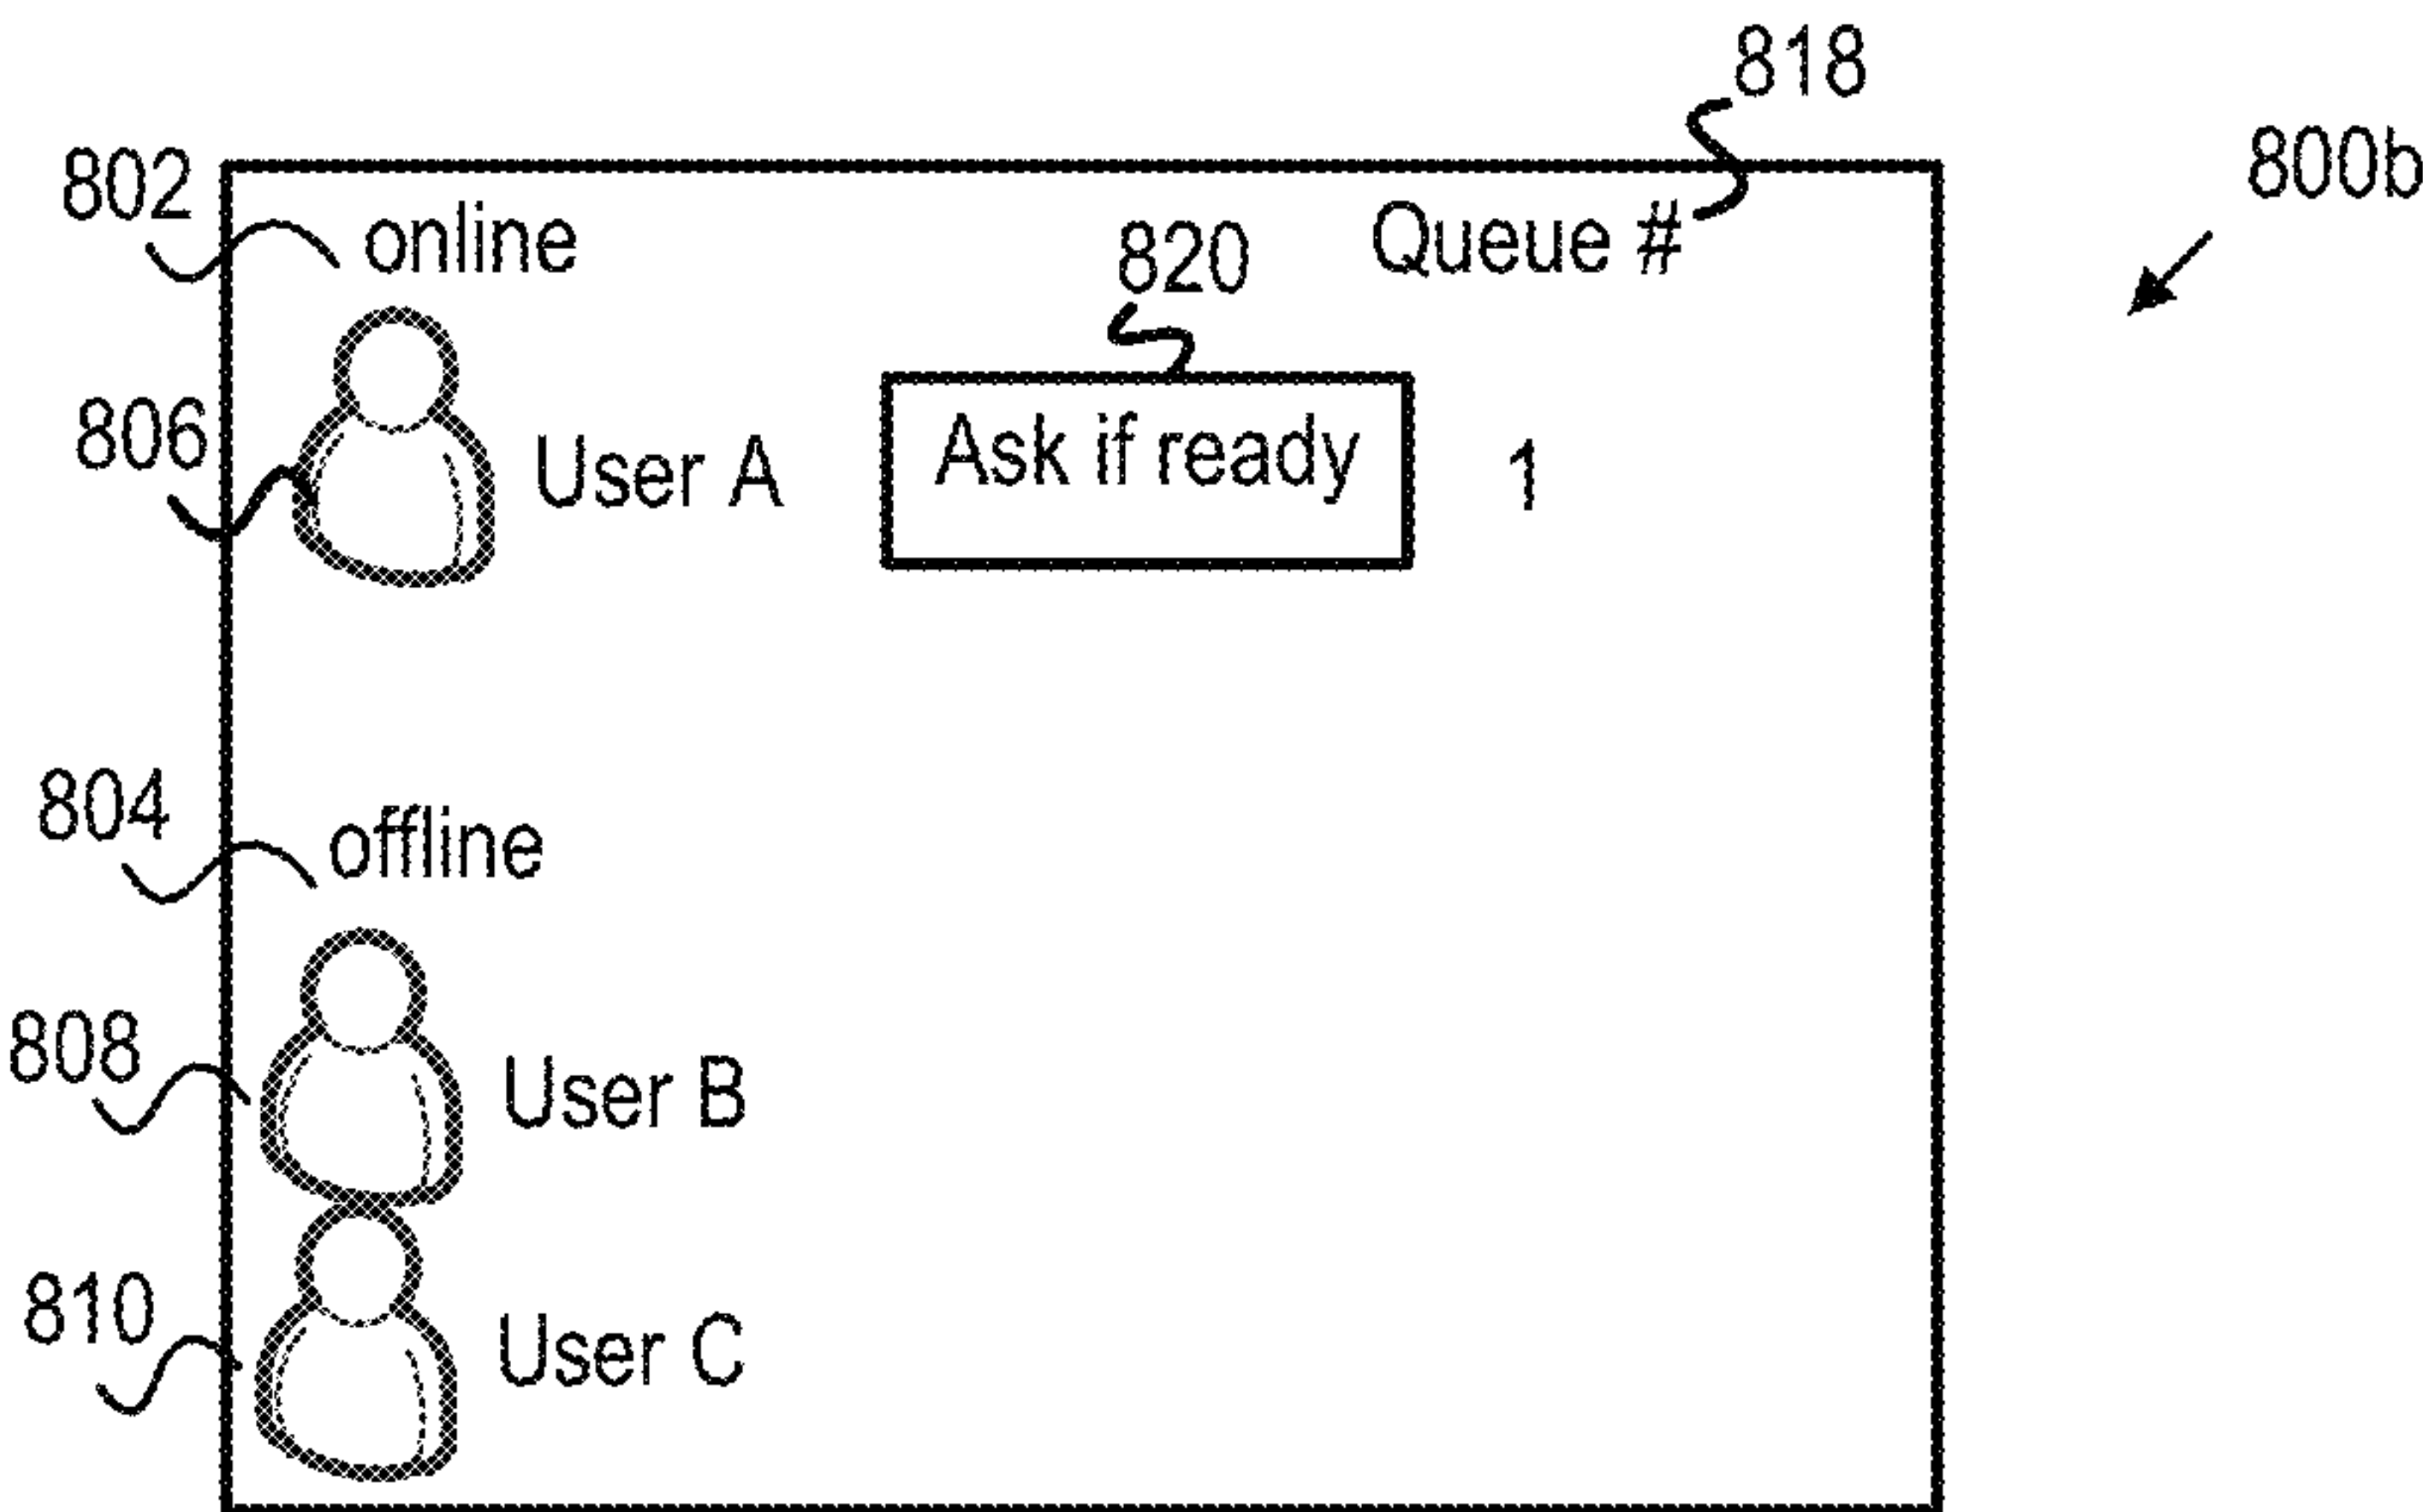 818
802
800b
online
820
Queue #
806
User A
Ask if ready
1
804
offline
808
User B
810
User C